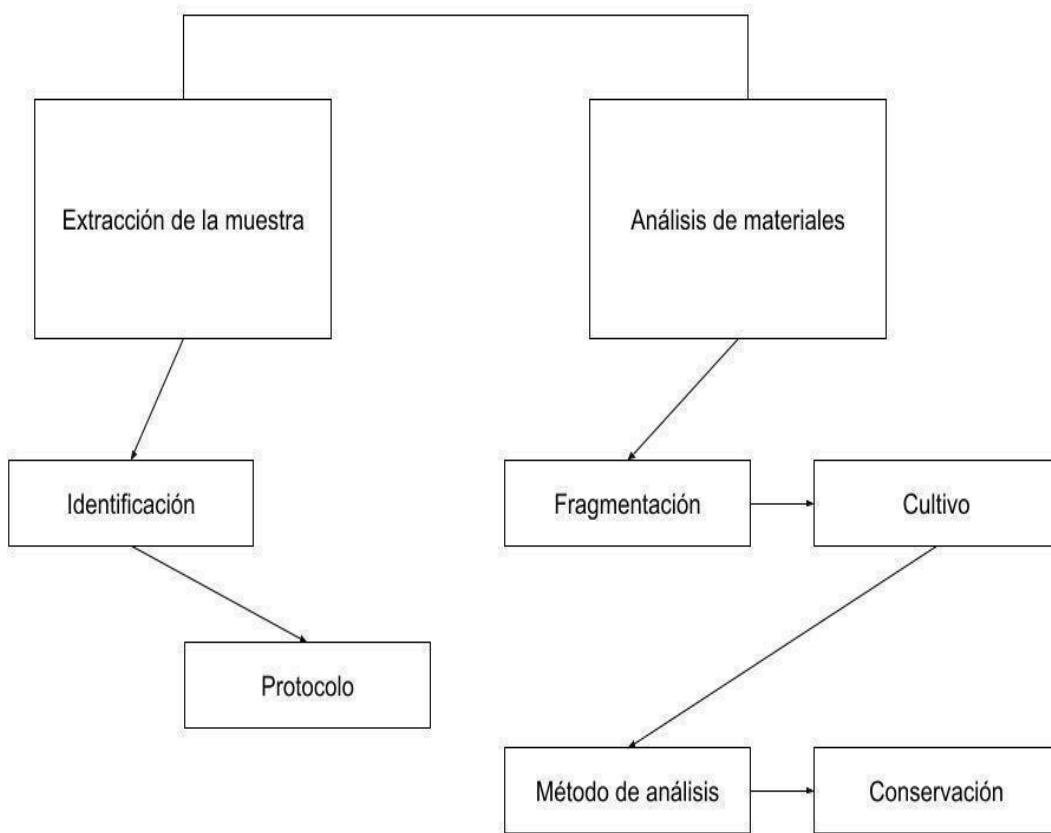 Extracción de la muestra
Análisis de materiales
Identificación
Fragmentación
Cultivo
Protocolo
Método de análisis
Conservación